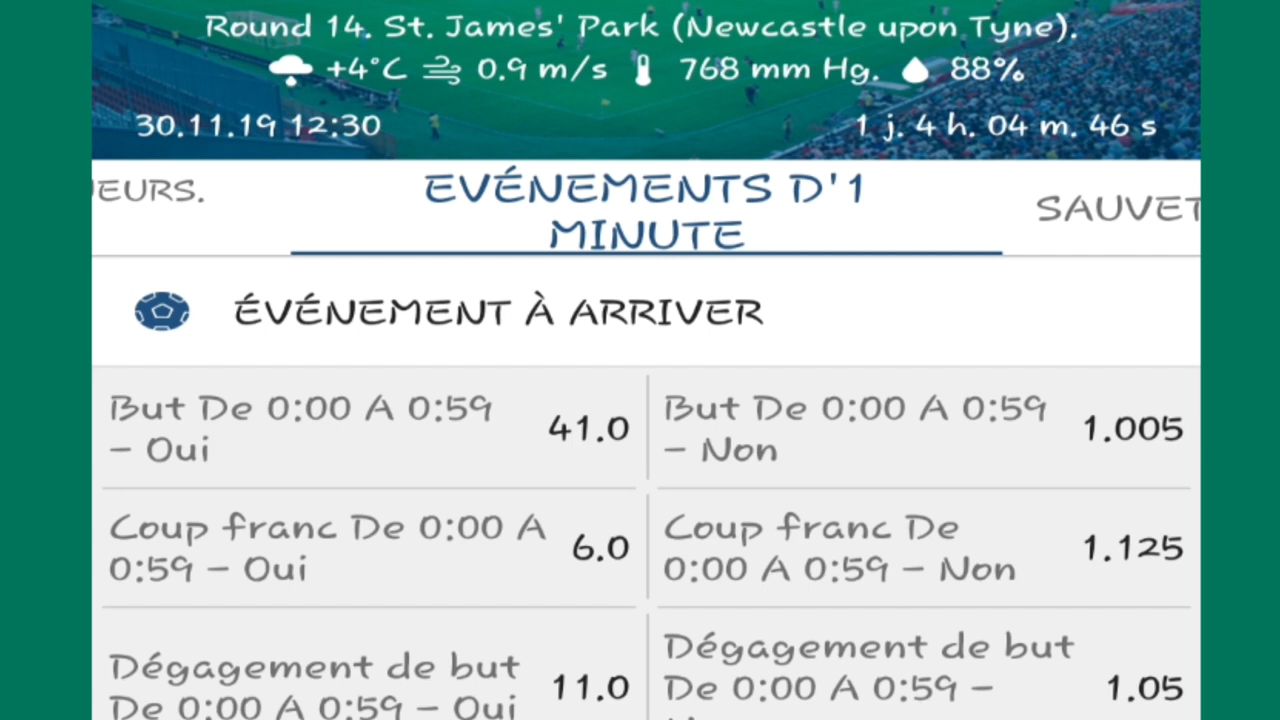 Round 14. St. James' Park (Newcastle upon Tyne).
+4°C 0.9 m/s 768 mm Hg. 88%
30.11.19 12:30 1 j. 4 h. 04 m. 46 s
EURS. EVÉNEMENTS D'1 MINUTE SAUVET
ÉVÉNEMENT À ARRIVER
But De 0:00 A 0:59 – Oui 41.0
But De 0:00 A 0:59 – Non 1.005
Coup franc De 0:00 A 0:59 – Oui 6.0
Coup franc De 0:00 A 0:59 – Non 1.125
Dégagement de but De 0:00 A 0:59 – Oui 11.0
Dégagement de but De 0:00 A 0:59 – 1.05